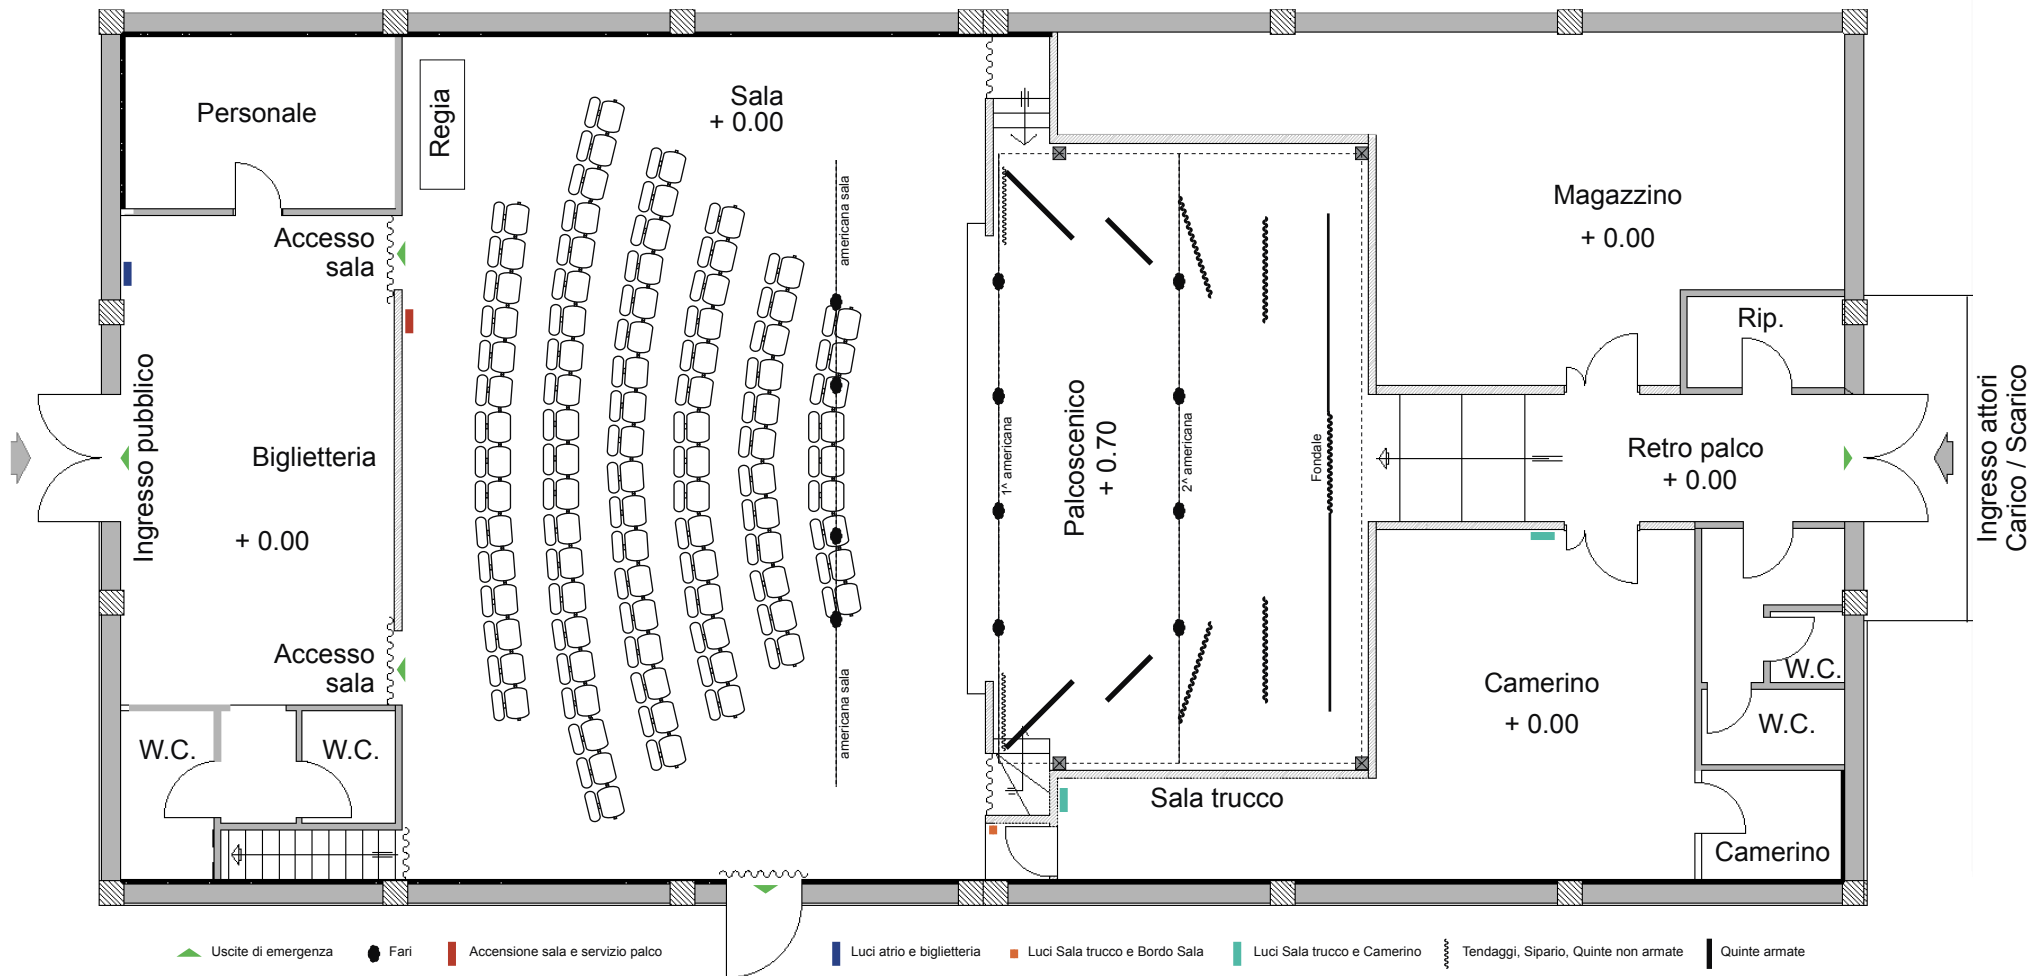 Personale
Regia
Sala
+ 0.00
americana sala
Magazzino
+ 0.00
Accesso
sala
Rip.
Ingresso pubblico
Biglietteria
+ 0.00
1^ americana
Palcoscenico
+ 0.70
2^ americana
Fondale
Retro palco
+ 0.00
Ingresso attori
Carico / Scarico
Accesso
sala
americana sala
Camerino
+ 0.00
W.C.
W.C.
W.C.
W.C.
Sala trucco
Camerino
Uscite di emergenza
Fari
Accensione sala e servizio palco
Luci atrio e biglietteria
Luci Sala trucco e Bordo Sala
Luci Sala trucco e Camerino
Tendaggi, Sipario, Quinte non armate
Quinte armate